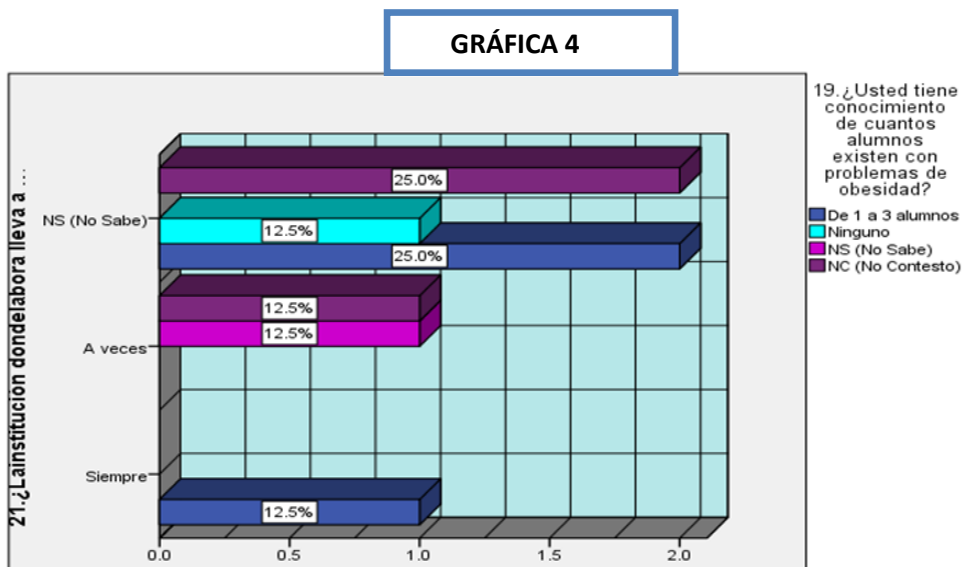 GRÁFICA 4
21.¿Lainstitución dondelabora lleva a ...
NS (No Sabe)
A veces
Siempre
25.0%
12.5%
25.0%
12.5%
12.5%
12.5%
0.0 0.5 1.0 1.5 2.0
19.¿Usted tiene
conocimiento
de cuantos
alumnos
existen con
problemas de
obesidad?
De 1 a 3 alumnos
Ninguno
NS (No Sabe)
NC (No Contesto)